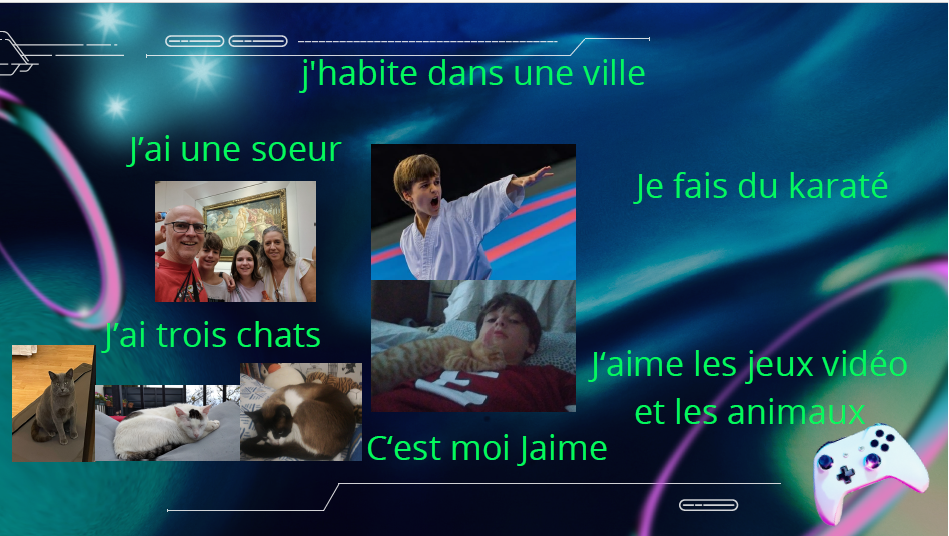 j'habite dans une ville
J’ai une soeur
Je fais du karaté
J’ai trois chats
J‘aime les jeux vidéo
et les animaux
C‘est moi Jaime